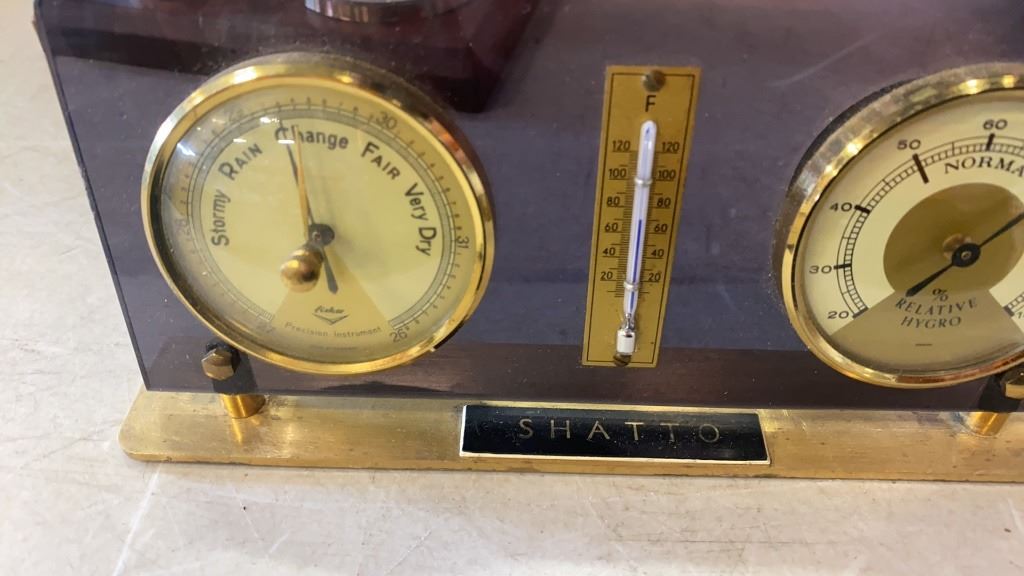 Stormy RAIN Change FAIR Very Dry
30
31
Fischer
Precision-Instrument
F
120 120
100 100
80 80
60 60
40 40
20 20
20 30 40 50 60
NORMA
%
RELATIVE
HYGRO
SHATTO